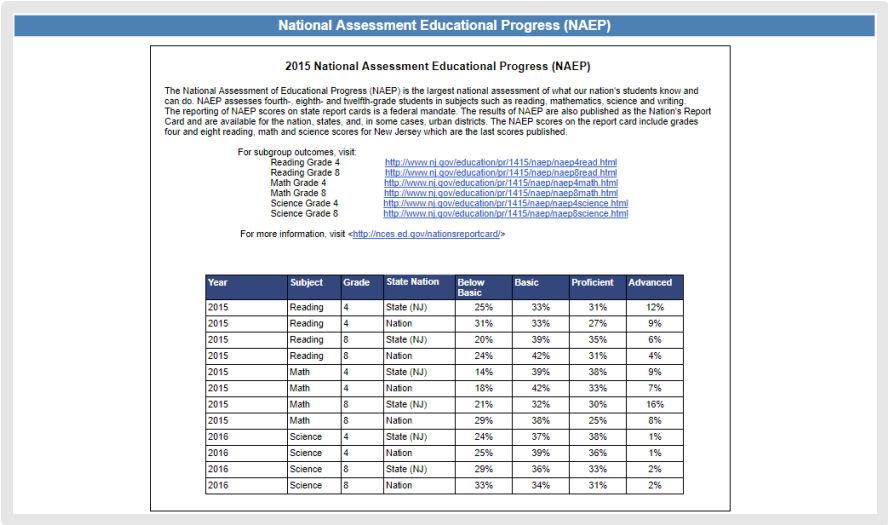 National Assessment Educational Progress (NAEP)
2015 National Assessment Educational Progress (NAEP)
The National Assessment of Educational Progress (NAEP) is the largest national assessment of what our nation's students know and
can do. NAEP assesses fourth-, eighth- and twelfth-grade students in subjects such as reading, mathematics, science and writing.
The reporting of NAEP scores on state report cards is a federal mandate. The results of NAEP are also published as the Nation's Report
Card and are available for the nation, states, and, in some cases, urban districts. The NAEP scores on the report card include grades
four and eight reading, math and science scores for New Jersey which are the last scores published.
For subgroup outcomes, visit:
Reading Grade 4 http://www.nj.gov/education/pr/1415/naep/naep4read.html
Reading Grade 8 http://www.nj.gov/education/pr/1415/naep/naep8read.html
Math Grade 4 http://www.nj.gov/education/pr/1415/naep/naep4math.html
Math Grade 8 http://www.nj.gov/education/pr/1415/naep/naep8math.html
Science Grade 4 http://www.nj.gov/education/pr/1415/naep/naep4science.html
Science Grade 8 http://www.nj.gov/education/pr/1415/naep/naep8science.html
For more information, visit <http://nces.ed.gov/nationsreportcard/>
Year Subject Grade State Nation Below Basic Basic Proficient Advanced
2015 Reading 4 State (NJ) 25% 33% 31% 12%
2015 Reading 4 Nation 31% 33% 27% 9%
2015 Reading 8 State (NJ) 20% 39% 35% 6%
2015 Reading 8 Nation 24% 42% 31% 4%
2015 Math 4 State (NJ) 14% 39% 38% 9%
2015 Math 4 Nation 18% 42% 33% 7%
2015 Math 8 State (NJ) 21% 32% 30% 16%
2015 Math 8 Nation 29% 38% 25% 8%
2016 Science 4 State (NJ) 24% 37% 38% 1%
2016 Science 4 Nation 25% 39% 36% 1%
2016 Science 8 State (NJ) 29% 36% 33% 2%
2016 Science 8 Nation 33% 34% 31% 2%